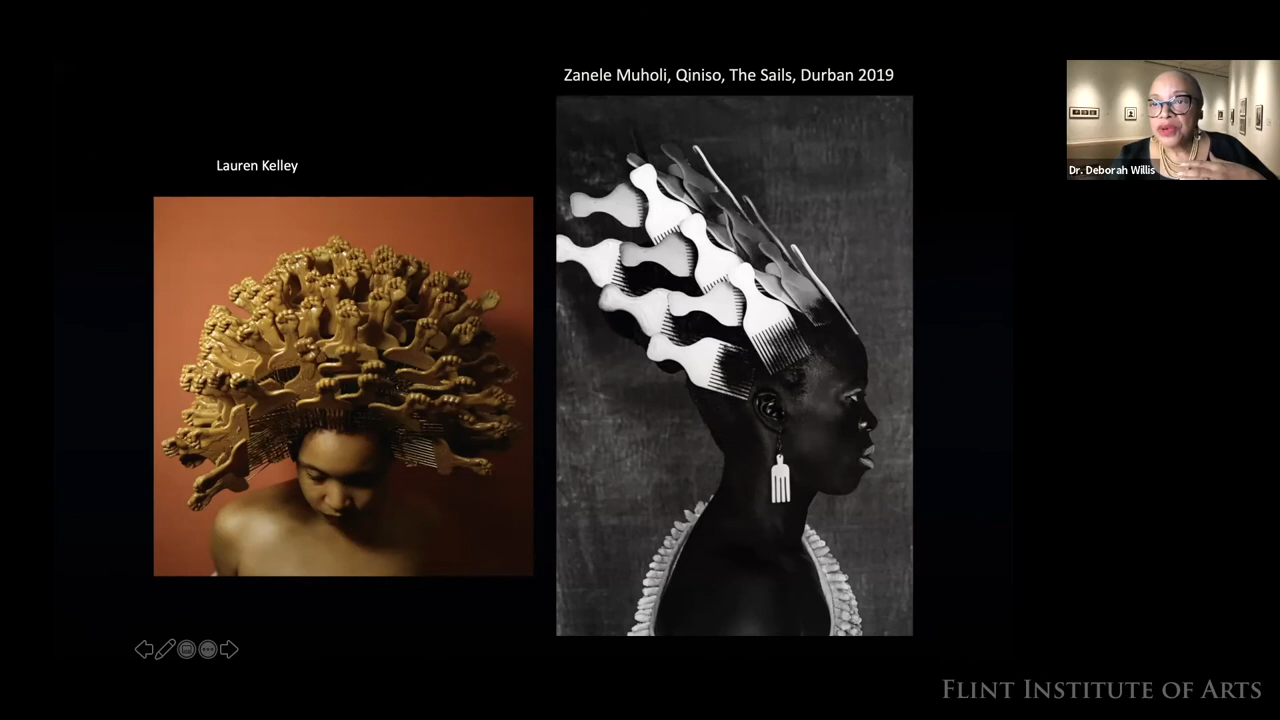 Zanele Muholi, Qiniso, The Sails, Durban 2019
Lauren Kelley
Dr. Deborah Willis
FLINT INSTITUTE OF ARTS